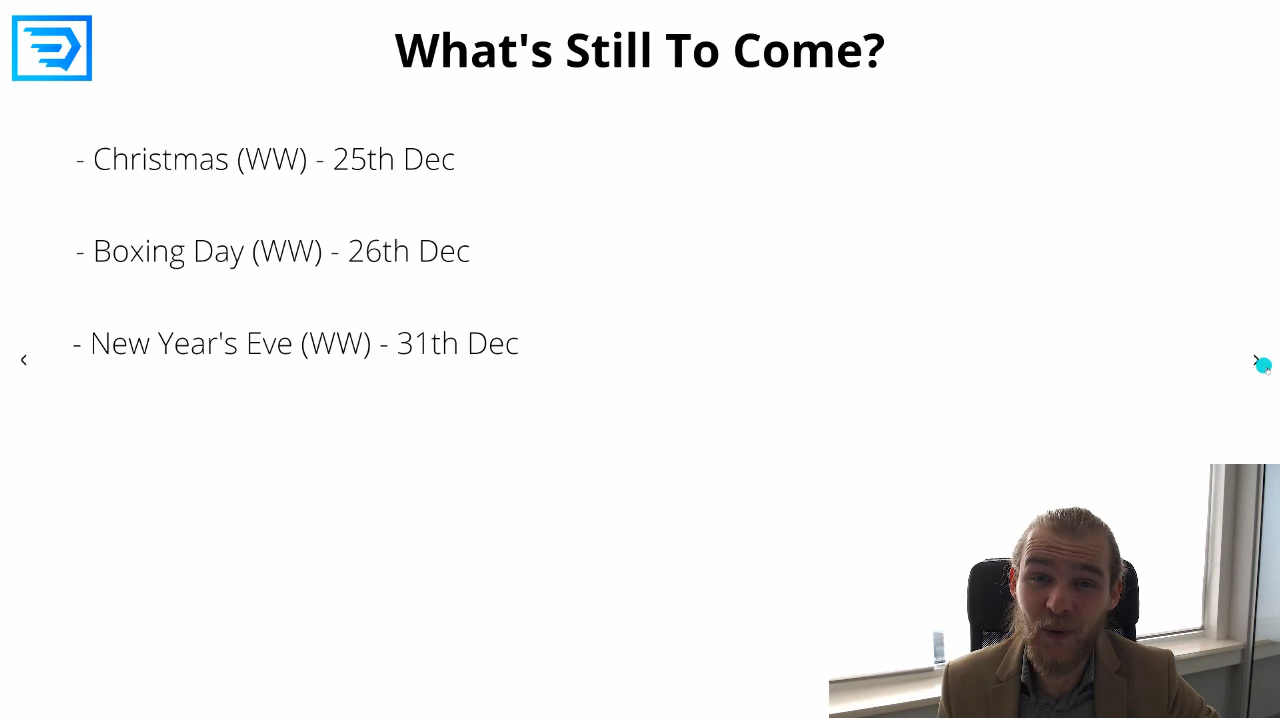 What's Still To Come?
- Christmas (WW) - 25th Dec
- Boxing Day (WW) - 26th Dec
- New Year's Eve (WW) - 31th Dec